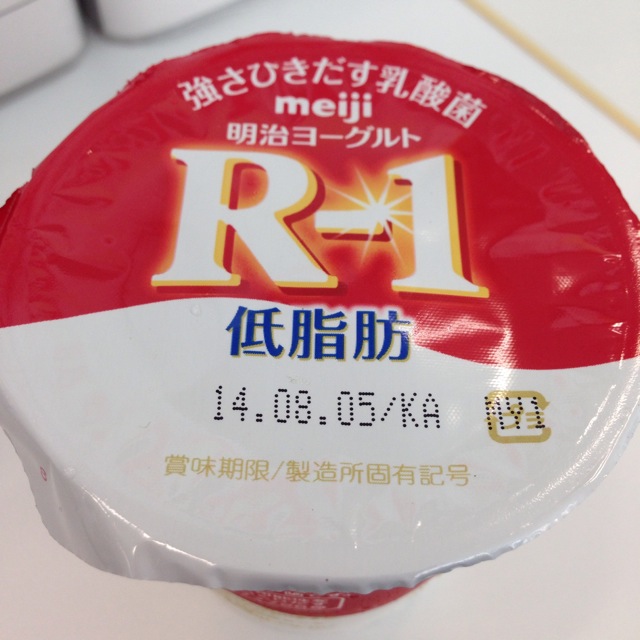 強さひきだす乳酸菌
meiji
明治ヨーグルト
R-1
低脂肪
14.08.05/KA M91
賞味期限/製造所固有記号